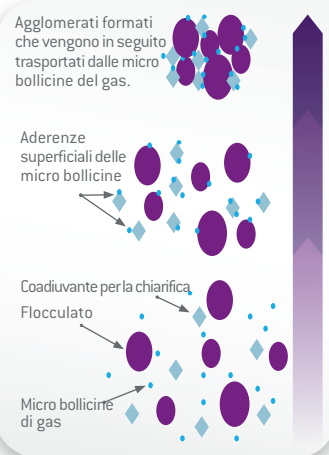 Agglomerati formati
che vengono in seguito
trasportati dalle micro
bollicine del gas.
Aderenze
superficiali delle
micro bollicine
Coadiuvante per la chiarifica
Flocculato
Micro bollicine
di gas